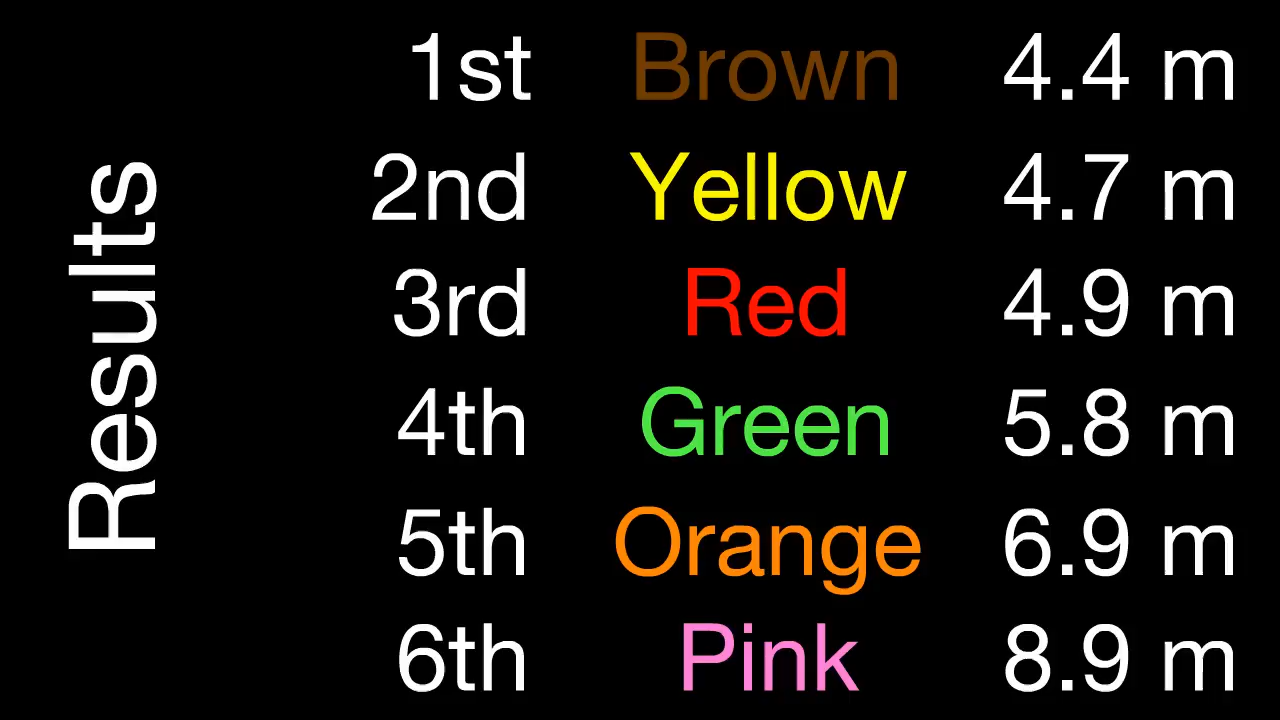 Results
1st Brown 4.4 m
2nd Yellow 4.7 m
3rd Red 4.9 m
4th Green 5.8 m
5th Orange 6.9 m
6th Pink 8.9 m